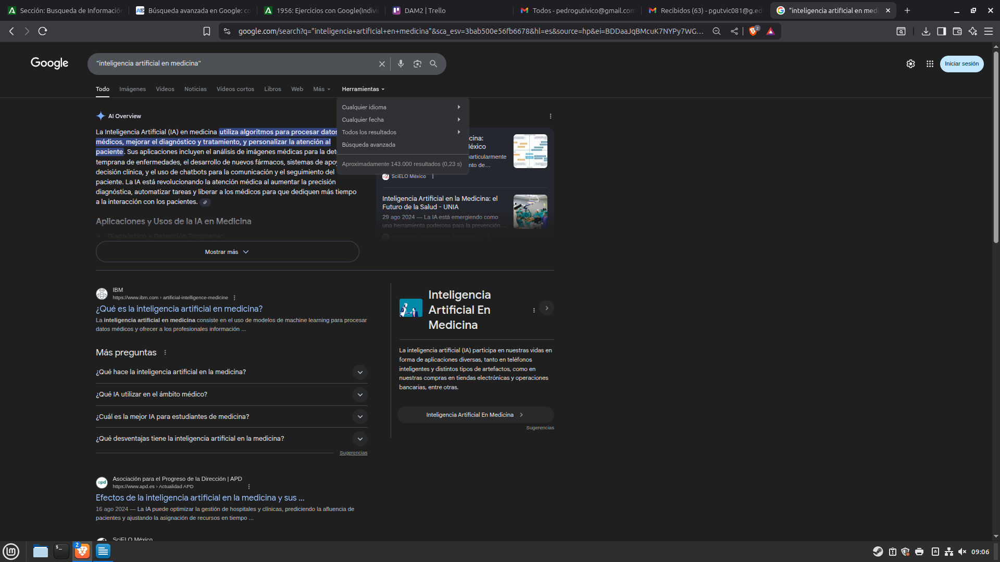 Sección: Busqueda de Información
Búsqueda avanzada en Google: co
1956: Ejercicios con Google(Indivi
DAM2 | Trello
Todos - pedrogutivico@gmail.com
Recibidos (63) - pgutvic081@g.ed
"inteligencia artificial en medi
google.com/search?q="inteligencia+artificial+en+medicina"&sca_esv=3bab500e56fb6678&hl=es&source=hp&ei=BDDaaJqBMcuK7NYPy7WG...
2
Google
"inteligencia artificial en medicina"
Iniciar sesión
Todo
Imágenes
Vídeos
Noticias
Vídeos cortos
Libros
Web
Más
Herramientas
Cualquier idioma
Cualquier fecha
Todos los resultados
Búsqueda avanzada
Aproximadamente 143.000 resultados (0,23 s)
AI Overview
La Inteligencia Artificial (IA) en medicina utiliza algoritmos para procesar datos
médicos, mejorar el diagnóstico y tratamiento, y personalizar la atención al
paciente. Sus aplicaciones incluyen el análisis de imágenes médicas para la dete
temprana de enfermedades, el desarrollo de nuevos fármacos, sistemas de apoy
decisión clínica, y el uso de chatbots para la comunicación y el seguimiento del
paciente. La IA está revolucionando la atención médica al aumentar la precisión
diagnóstica, automatizar tareas y liberar a los médicos para que dediquen más tiempo
a la interacción con los pacientes.
Aplicaciones y Usos de la IA en Medicina
Diagnóstico y Detección Temprana:
Mostrar más
cina:
éxico
particularmente
nto de...
SciELO México
Inteligencia Artificial en la Medicina: el
Futuro de la Salud - UNIA
29 ago 2024 — La IA está emergiendo como
una herramienta poderosa para la prevención...
IBM
https://www.ibm.com › artificial-intelligence-medicine
¿Qué es la inteligencia artificial en medicina?
La inteligencia artificial en medicina consiste en el uso de modelos de machine learning para procesar
datos médicos y ofrecer a los profesionales información ...
Más preguntas
¿Qué hace la inteligencia artificial en la medicina?
¿Qué IA utilizar en el ámbito médico?
¿Cuál es la mejor IA para estudiantes de medicina?
¿Qué desventajas tiene la inteligencia artificial en la medicina?
Sugerencias
apd
Asociación para el Progreso de la Dirección | APD
https://www.apd.es › Actualidad APD
Efectos de la inteligencia artificial en la medicina y sus ...
16 ago 2024 — La IA puede optimizar la gestión de hospitales y clínicas, prediciendo la afluencia de
pacientes y ajustando la asignación de recursos en tiempo ...
SciELO México
Inteligencia
Artificial En
Medicina
La inteligencia artificial (IA) participa en nuestras vidas en
forma de aplicaciones diversas, tanto en teléfonos
inteligentes y distintos tipos de artefactos, como en
nuestras compras en tiendas electrónicas y operaciones
bancarias, entre otras.
Inteligencia Artificial En Medicina
Sugerencias
2
09:06